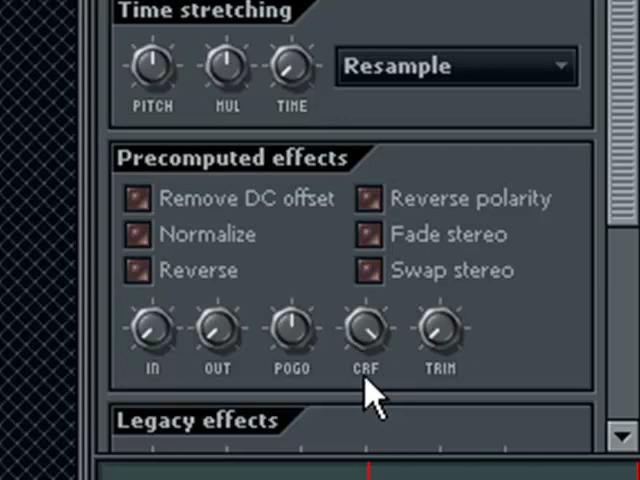 Time stretching
Resample
PITCH MUL TIME
Precomputed effects
Remove DC offset Reverse polarity
Normalize Fade stereo
Reverse Swap stereo
IN OUT POGO CRF TRIM
Legacy effects